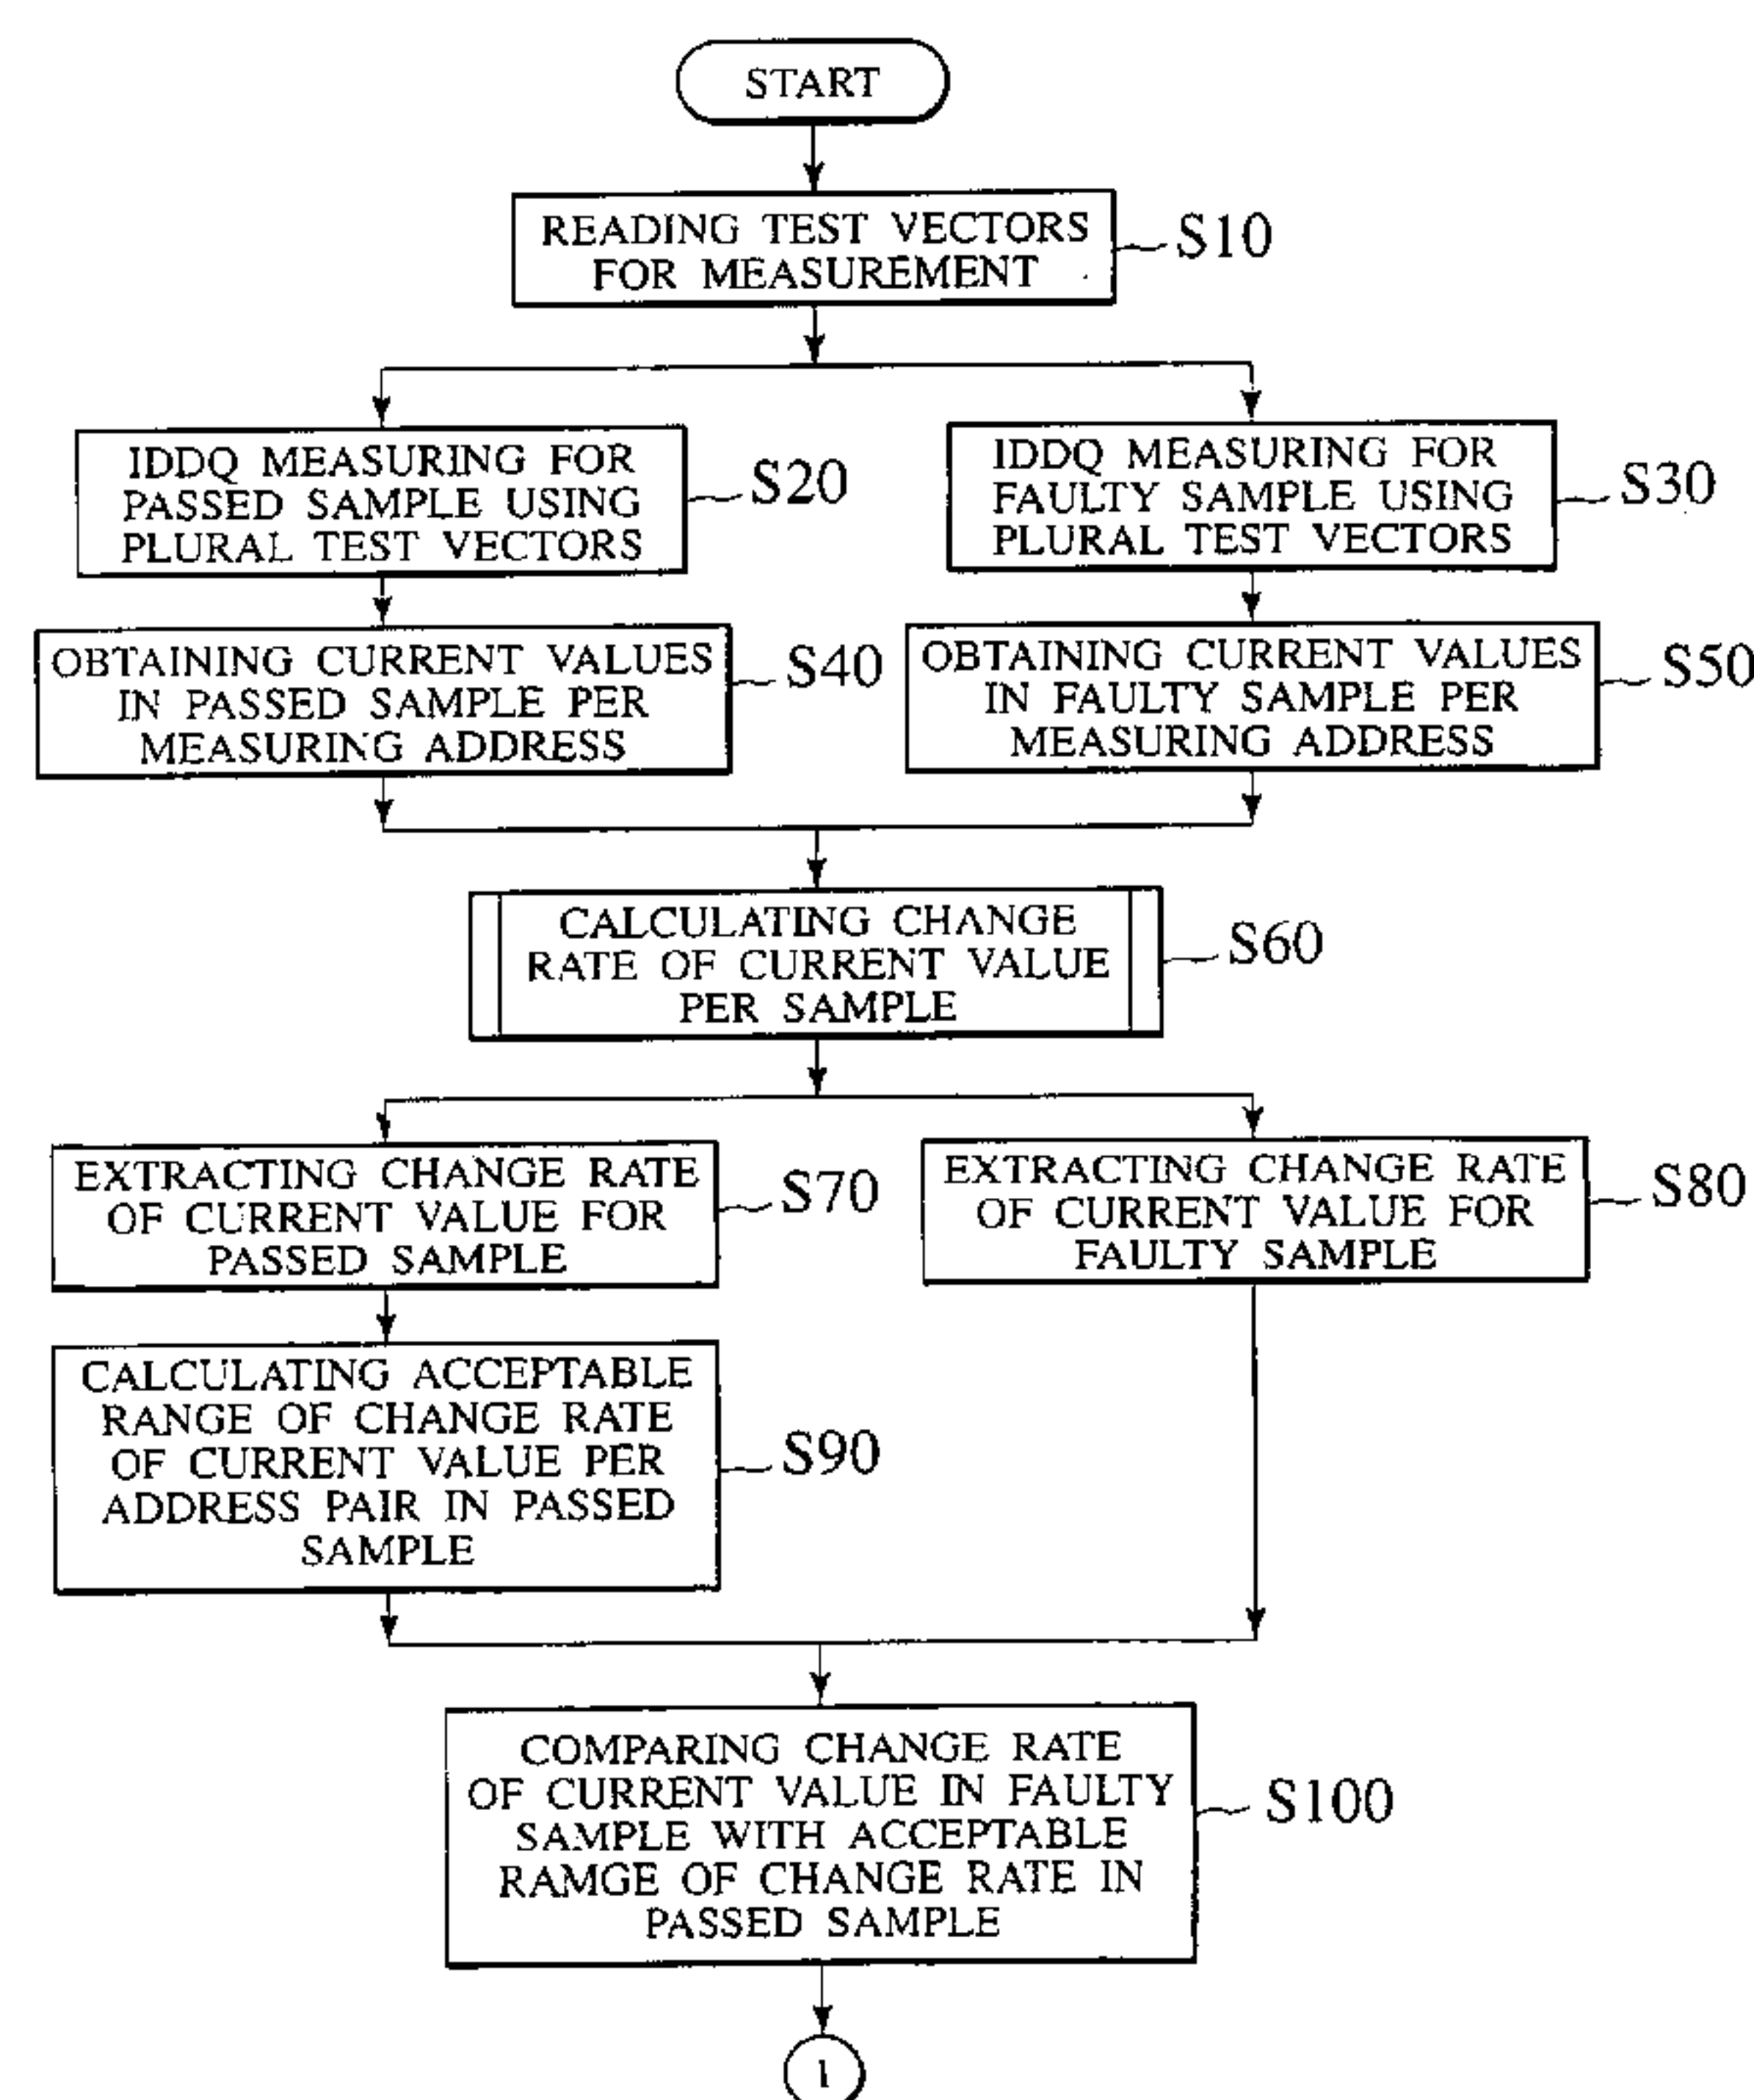 START
READING TEST VECTORS
FOR MEASUREMENT
S10
IDDQ MEASURING FOR
PASSED SAMPLE USING
PLURAL TEST VECTORS
S20
IDDQ MEASURING FOR
FAULTY SAMPLE USING
PLURAL TEST VECTORS
S30
OBTAINING CURRENT VALUES
IN PASSED SAMPLE PER
MEASURING ADDRESS
S40
OBTAINING CURRENT VALUES
IN FAULTY SAMPLE PER
MEASURING ADDRESS
S50
CALCULATING CHANGE
RATE OF CURRENT VALUE
PER SAMPLE
S60
EXTRACTING CHANGE RATE
OF CURRENT VALUE FOR
PASSED SAMPLE
S70
EXTRACTING CHANGE RATE
OF CURRENT VALUE FOR
FAULTY SAMPLE
S80
CALCULATING ACCEPTABLE
RANGE OF CHANGE RATE
OF CURRENT VALUE PER
ADDRESS PAIR IN PASSED
SAMPLE
S90
COMPARING CHANGE RATE
OF CURRENT VALUE IN FAULTY
SAMPLE WITH ACCEPTABLE
RAMGE OF CHANGE RATE IN
PASSED SAMPLE
S100
1